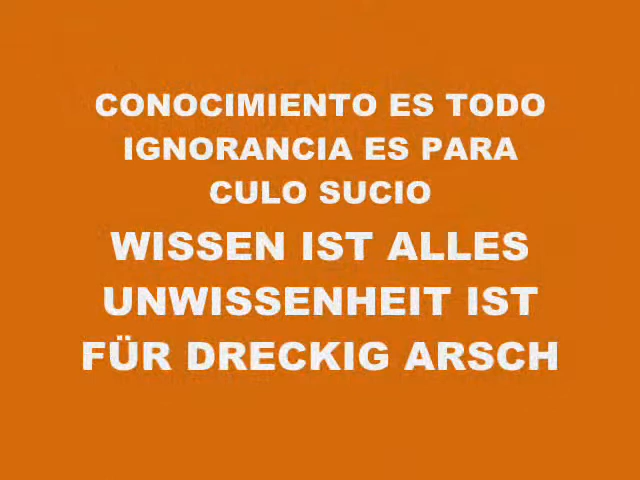 CONOCIMIENTO ES TODO
IGNORANCIA ES PARA
CULO SUCIO
WISSEN IST ALLES
UNWISSENHEIT IST
FÜR DRECKIG ARSCH